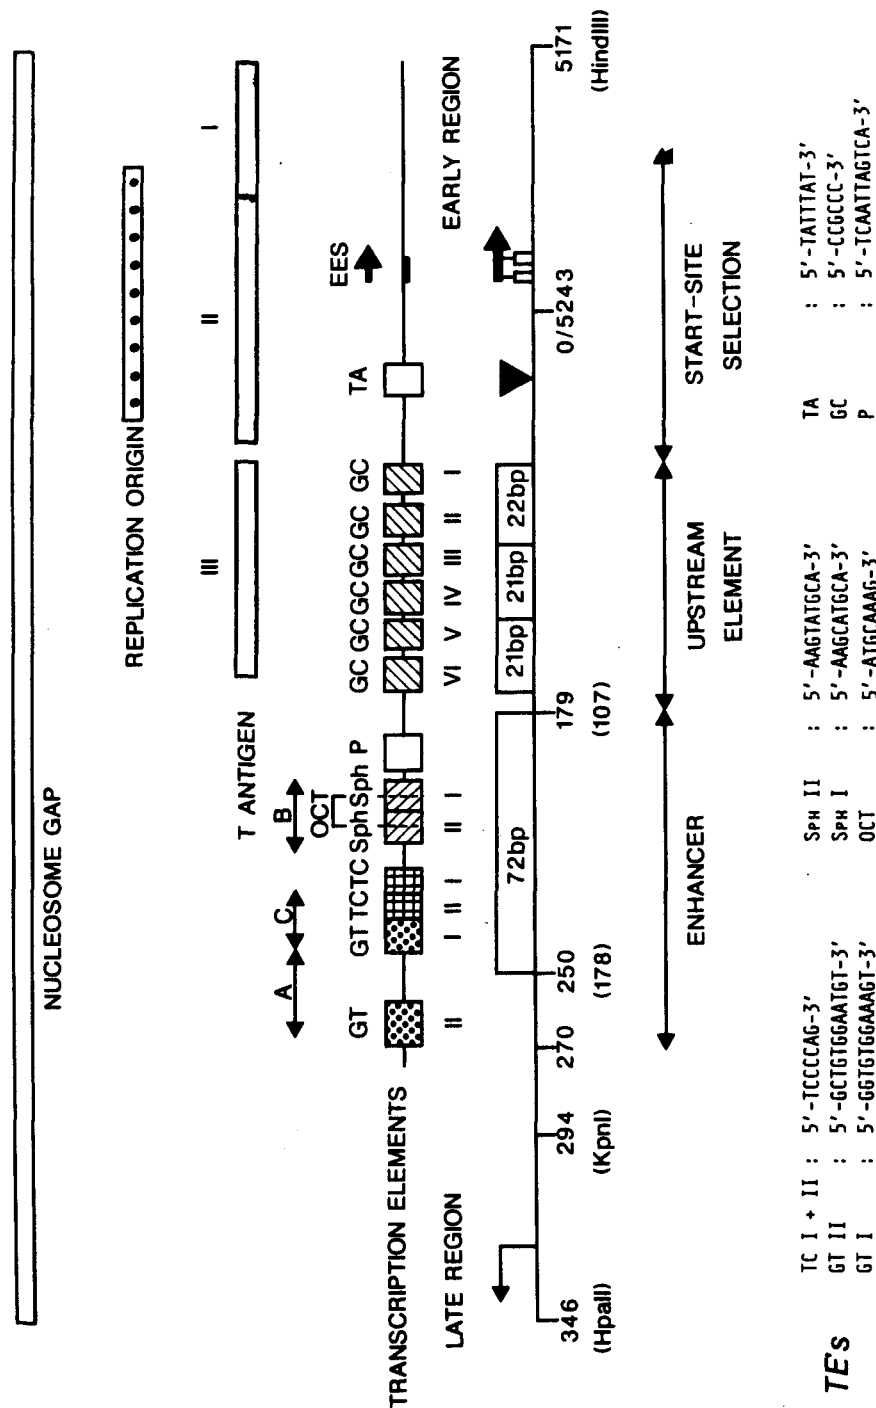 NUCLEOSOME GAP
REPLICATION ORIGIN
T ANTIGEN III II I
A C B
OCT
GT GT TC TC Sph Sph P GC GC GC GC GC GC TA EES
TRANSCRIPTION ELEMENTS
II I II I II I VI V IV III II I
LATE REGION EARLY REGION
72bp 21bp 21bp 22bp
346 294 270 250 179 0/5243 5171
(HpaII) (KpnI) (178) (107) (HindIII)
ENHANCER UPSTREAM ELEMENT START-SITE SELECTION
TE's
TC I + II : 5'-TCCCCAG-3' SPH II : 5'-AAGTATGCA-3' TA : 5'-TATTTAT-3'
GT II : 5'-GCTGTGGAATGT-3' SPH I : 5'-AAGCATGCA-3' GC : 5'-CCGCCC-3'
GT I : 5'-GGTGTGGAAAGT-3' OCT : 5'-ATGCAAAG-3' P : 5'-TCAATTAGTCA-3'